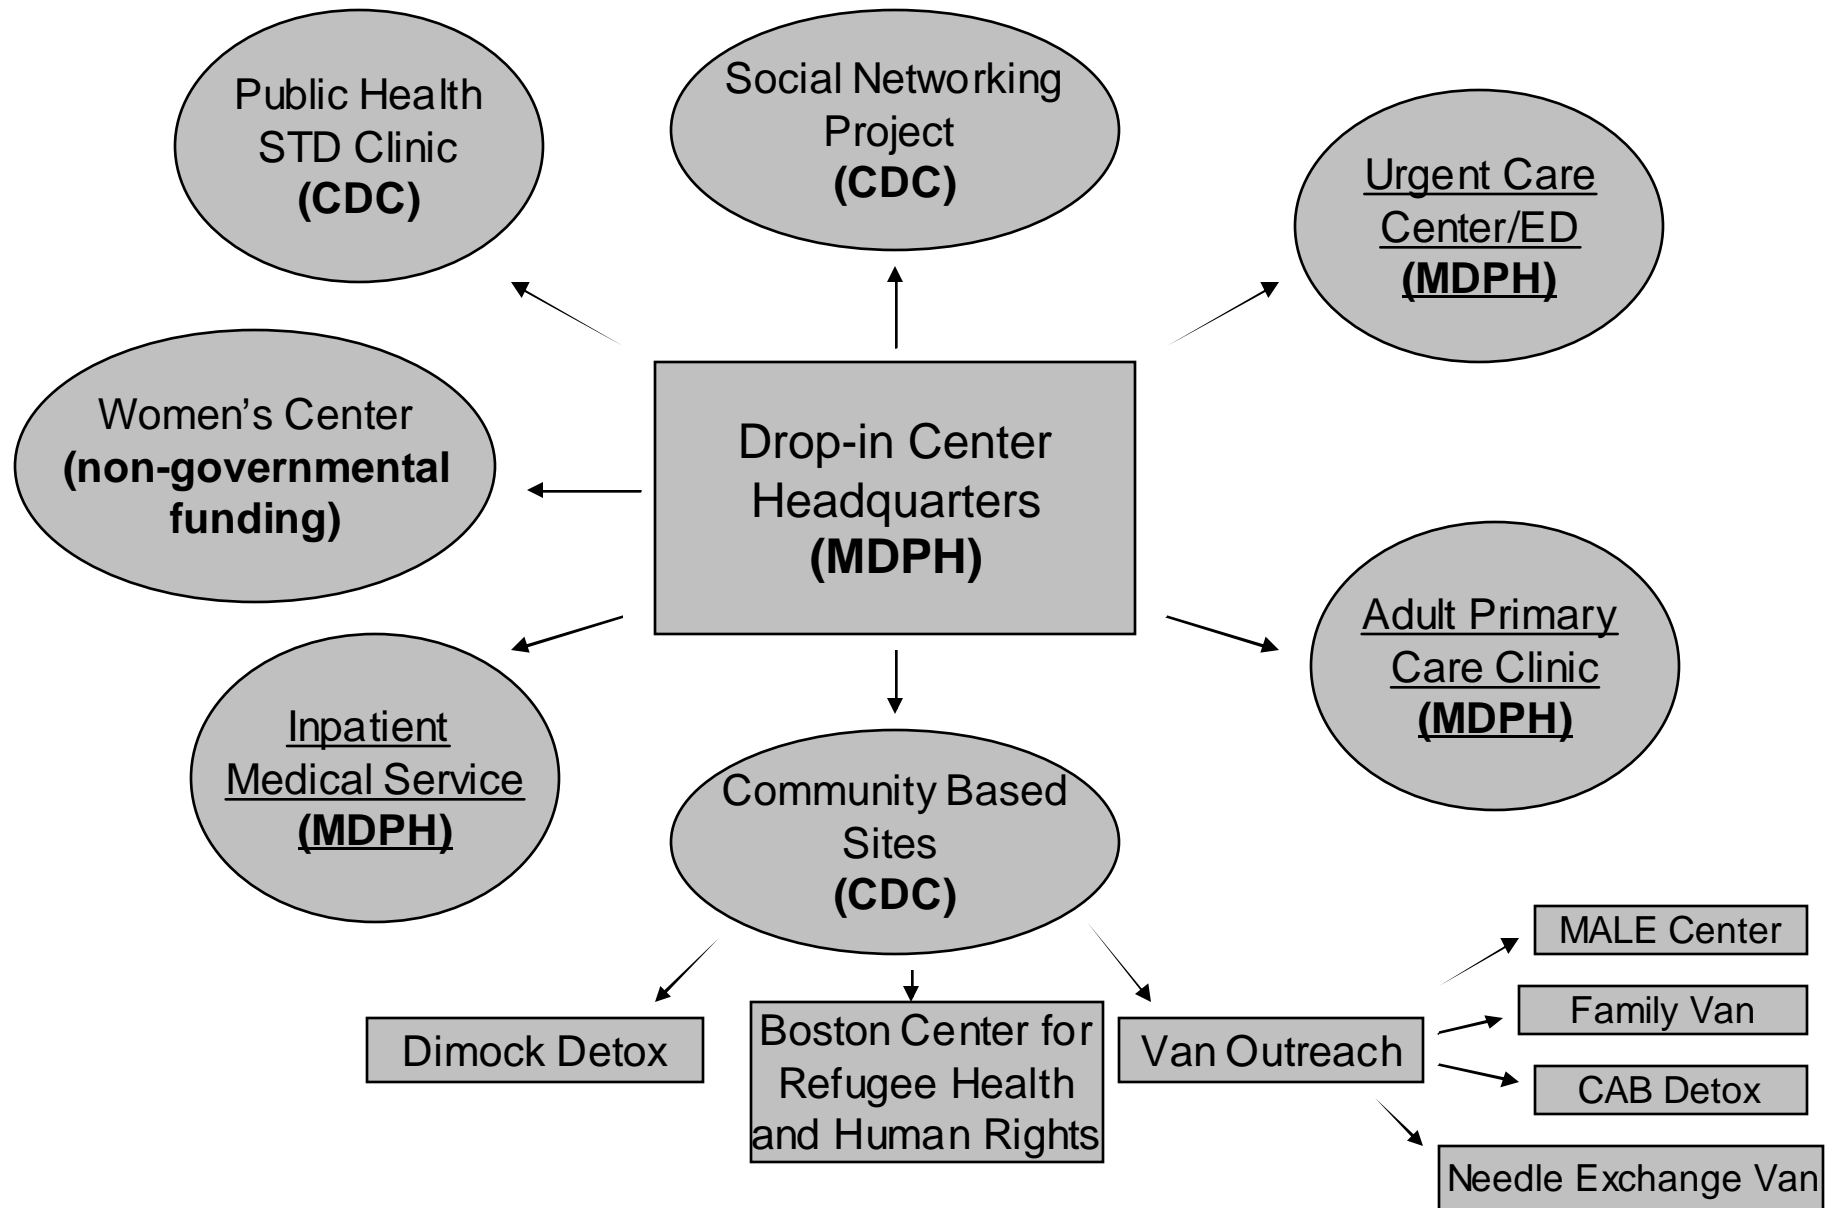 Public Health
STD Clinic
(CDC)
Social Networking
Project
(CDC)
Urgent Care
Center/ED
(MDPH)
Women’s Center
(non-governmental
funding)
Drop-in Center
Headquarters
(MDPH)
Adult Primary
Care Clinic
(MDPH)
Inpatient
Medical Service
(MDPH)
Community Based
Sites
(CDC)
Dimock Detox
Boston Center for
Refugee Health
and Human Rights
Van Outreach
MALE Center
Family Van
CAB Detox
Needle Exchange Van